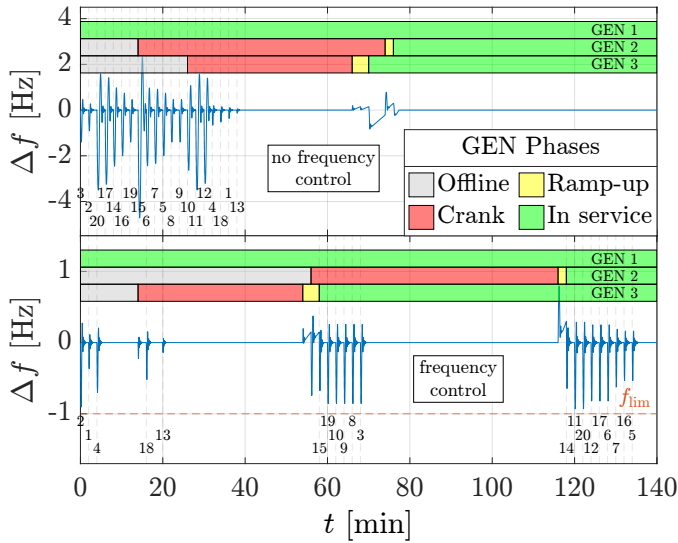 4
GEN 1
GEN 2
2
GEN 3
0
Δf [Hz]
-2
no frequency
control
GEN Phases
Offline
Ramp-up
Crank
In service
-4
3 17 19 7 9 12 1
2 14 15 5 10 4 13
20 16 6 8 11 18
GEN 1
1
GEN 2
GEN 3
0
Δf [Hz]
frequency
control
-1
f_lim
2 19 8 11 17 16
1 13 10 3 20 6 5
4 18 15 9 14 12 7
0 20 40 60 80 100 120 140
t [min]